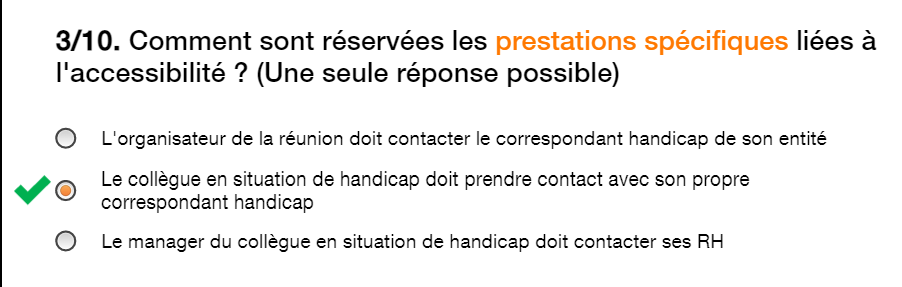 3/10. Comment sont réservées les prestations spécifiques liées à
l'accessibilité ? (Une seule réponse possible)
L'organisateur de la réunion doit contacter le correspondant handicap de son entité
Le collègue en situation de handicap doit prendre contact avec son propre
correspondant handicap
Le manager du collègue en situation de handicap doit contacter ses RH